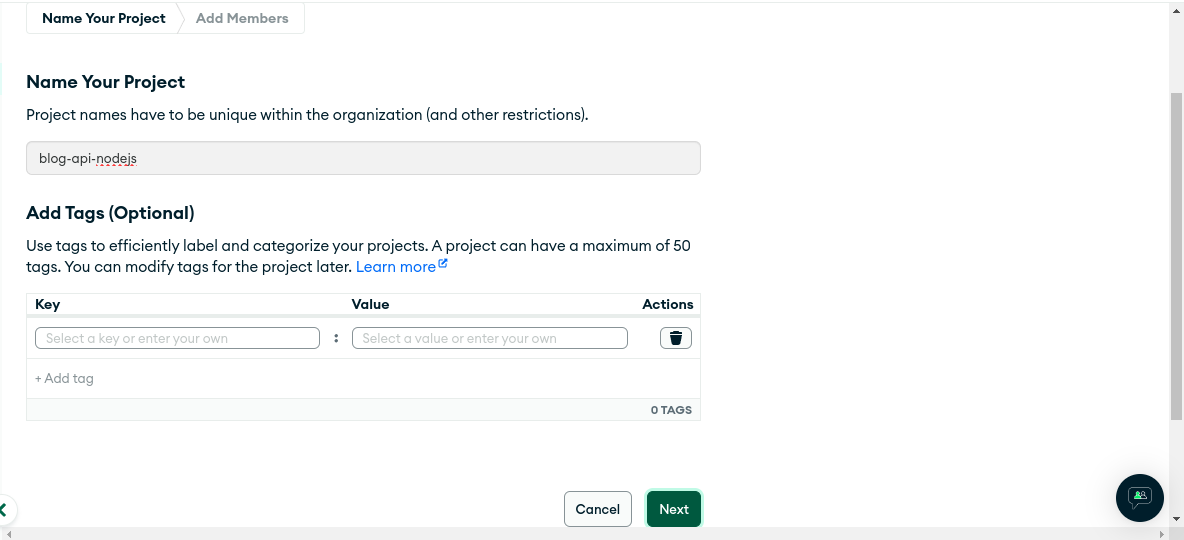 Name Your Project
Add Members
Name Your Project
Project names have to be unique within the organization (and other restrictions).
blog-api-nodejs
Add Tags (Optional)
Use tags to efficiently label and categorize your projects. A project can have a maximum of 50
tags. You can modify tags for the project later. Learn more
Key Value Actions
Select a key or enter your own : Select a value or enter your own
+ Add tag
0 TAGS
Cancel Next